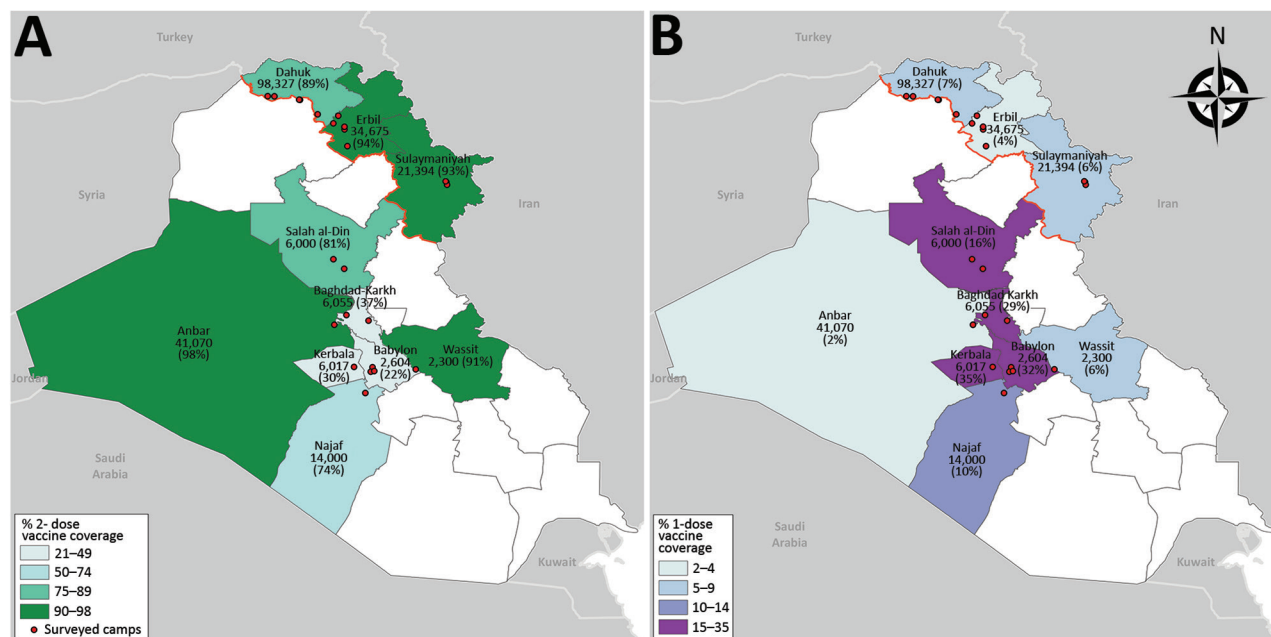 A
Turkey
Dahuk
98,327 (89%)
Erbil
34,675
(94%)
Sulaymaniyah
21,394 (93%)
Syria
Iran
Salah al-Din
6,000 (81%)
Baghdad-Karkh
6,055 (37%)
Anbar
41,070
(98%)
Kerbala
6,017
(30%)
Babylon
2,604
(22%)
Wassit
2,300 (91%)
Jordan
Najaf
14,000
(74%)
Saudi
Arabia
Kuwait
% 2- dose
vaccine coverage
21–49
50–74
75–89
90–98
Surveyed camps
B
N
Turkey
Dahuk
98,327 (7%)
Erbil
34,675
(4%)
Sulaymaniyah
21,394 (6%)
Syria
Iran
Salah al-Din
6,000 (16%)
Baghdad Karkh
6,055 (29%)
Anbar
41,070
(2%)
Kerbala
6,017
(35%)
Babylon
2,604
(32%)
Wassit
2,300
(6%)
Jordan
Najaf
14,000
(10%)
Saudi
Arabia
Kuwait
% 1-dose
vaccine
coverage
2–4
5–9
10–14
15–35